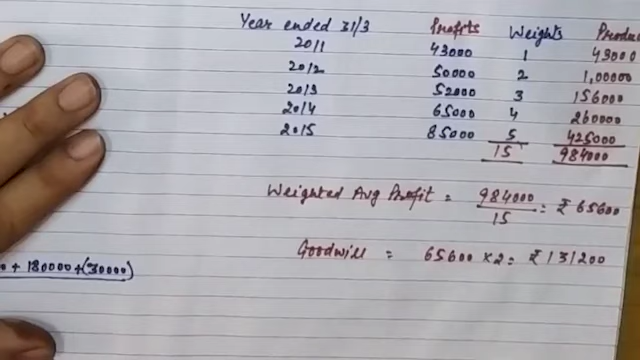 Year ended 31/3 Profits Weights Produ
2011 43000 1 43000
2012 50000 2 1,00000
2013 52000 3 156000
2014 65000 4 260000
2015 85000 5 425000
15 984000
Weighted Avg Profit = 984000 / 15 = ₹ 65600
Goodwill = 65600 × 2 = ₹ 131200
+ 180000 + (30000)